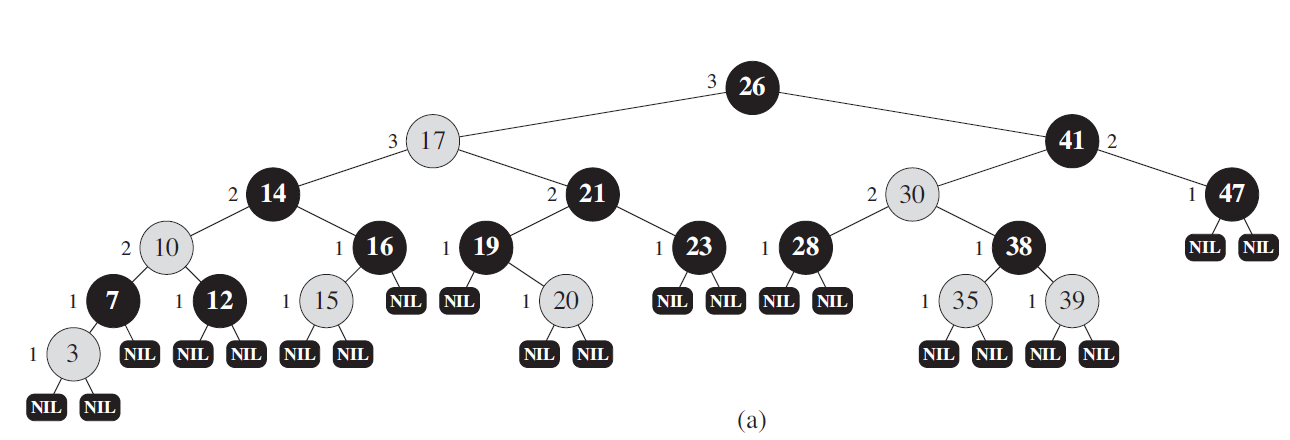 3 26
3 17 41 2
2 14 2 21 2 30 1 47
2 10 1 16 1 19 1 23 1 28 1 38 NIL NIL
1 7 1 12 1 15 NIL NIL 1 20 NIL NIL NIL NIL 1 35 1 39
1 3 NIL NIL NIL NIL NIL NIL NIL NIL NIL NIL NIL
NIL NIL
(a)